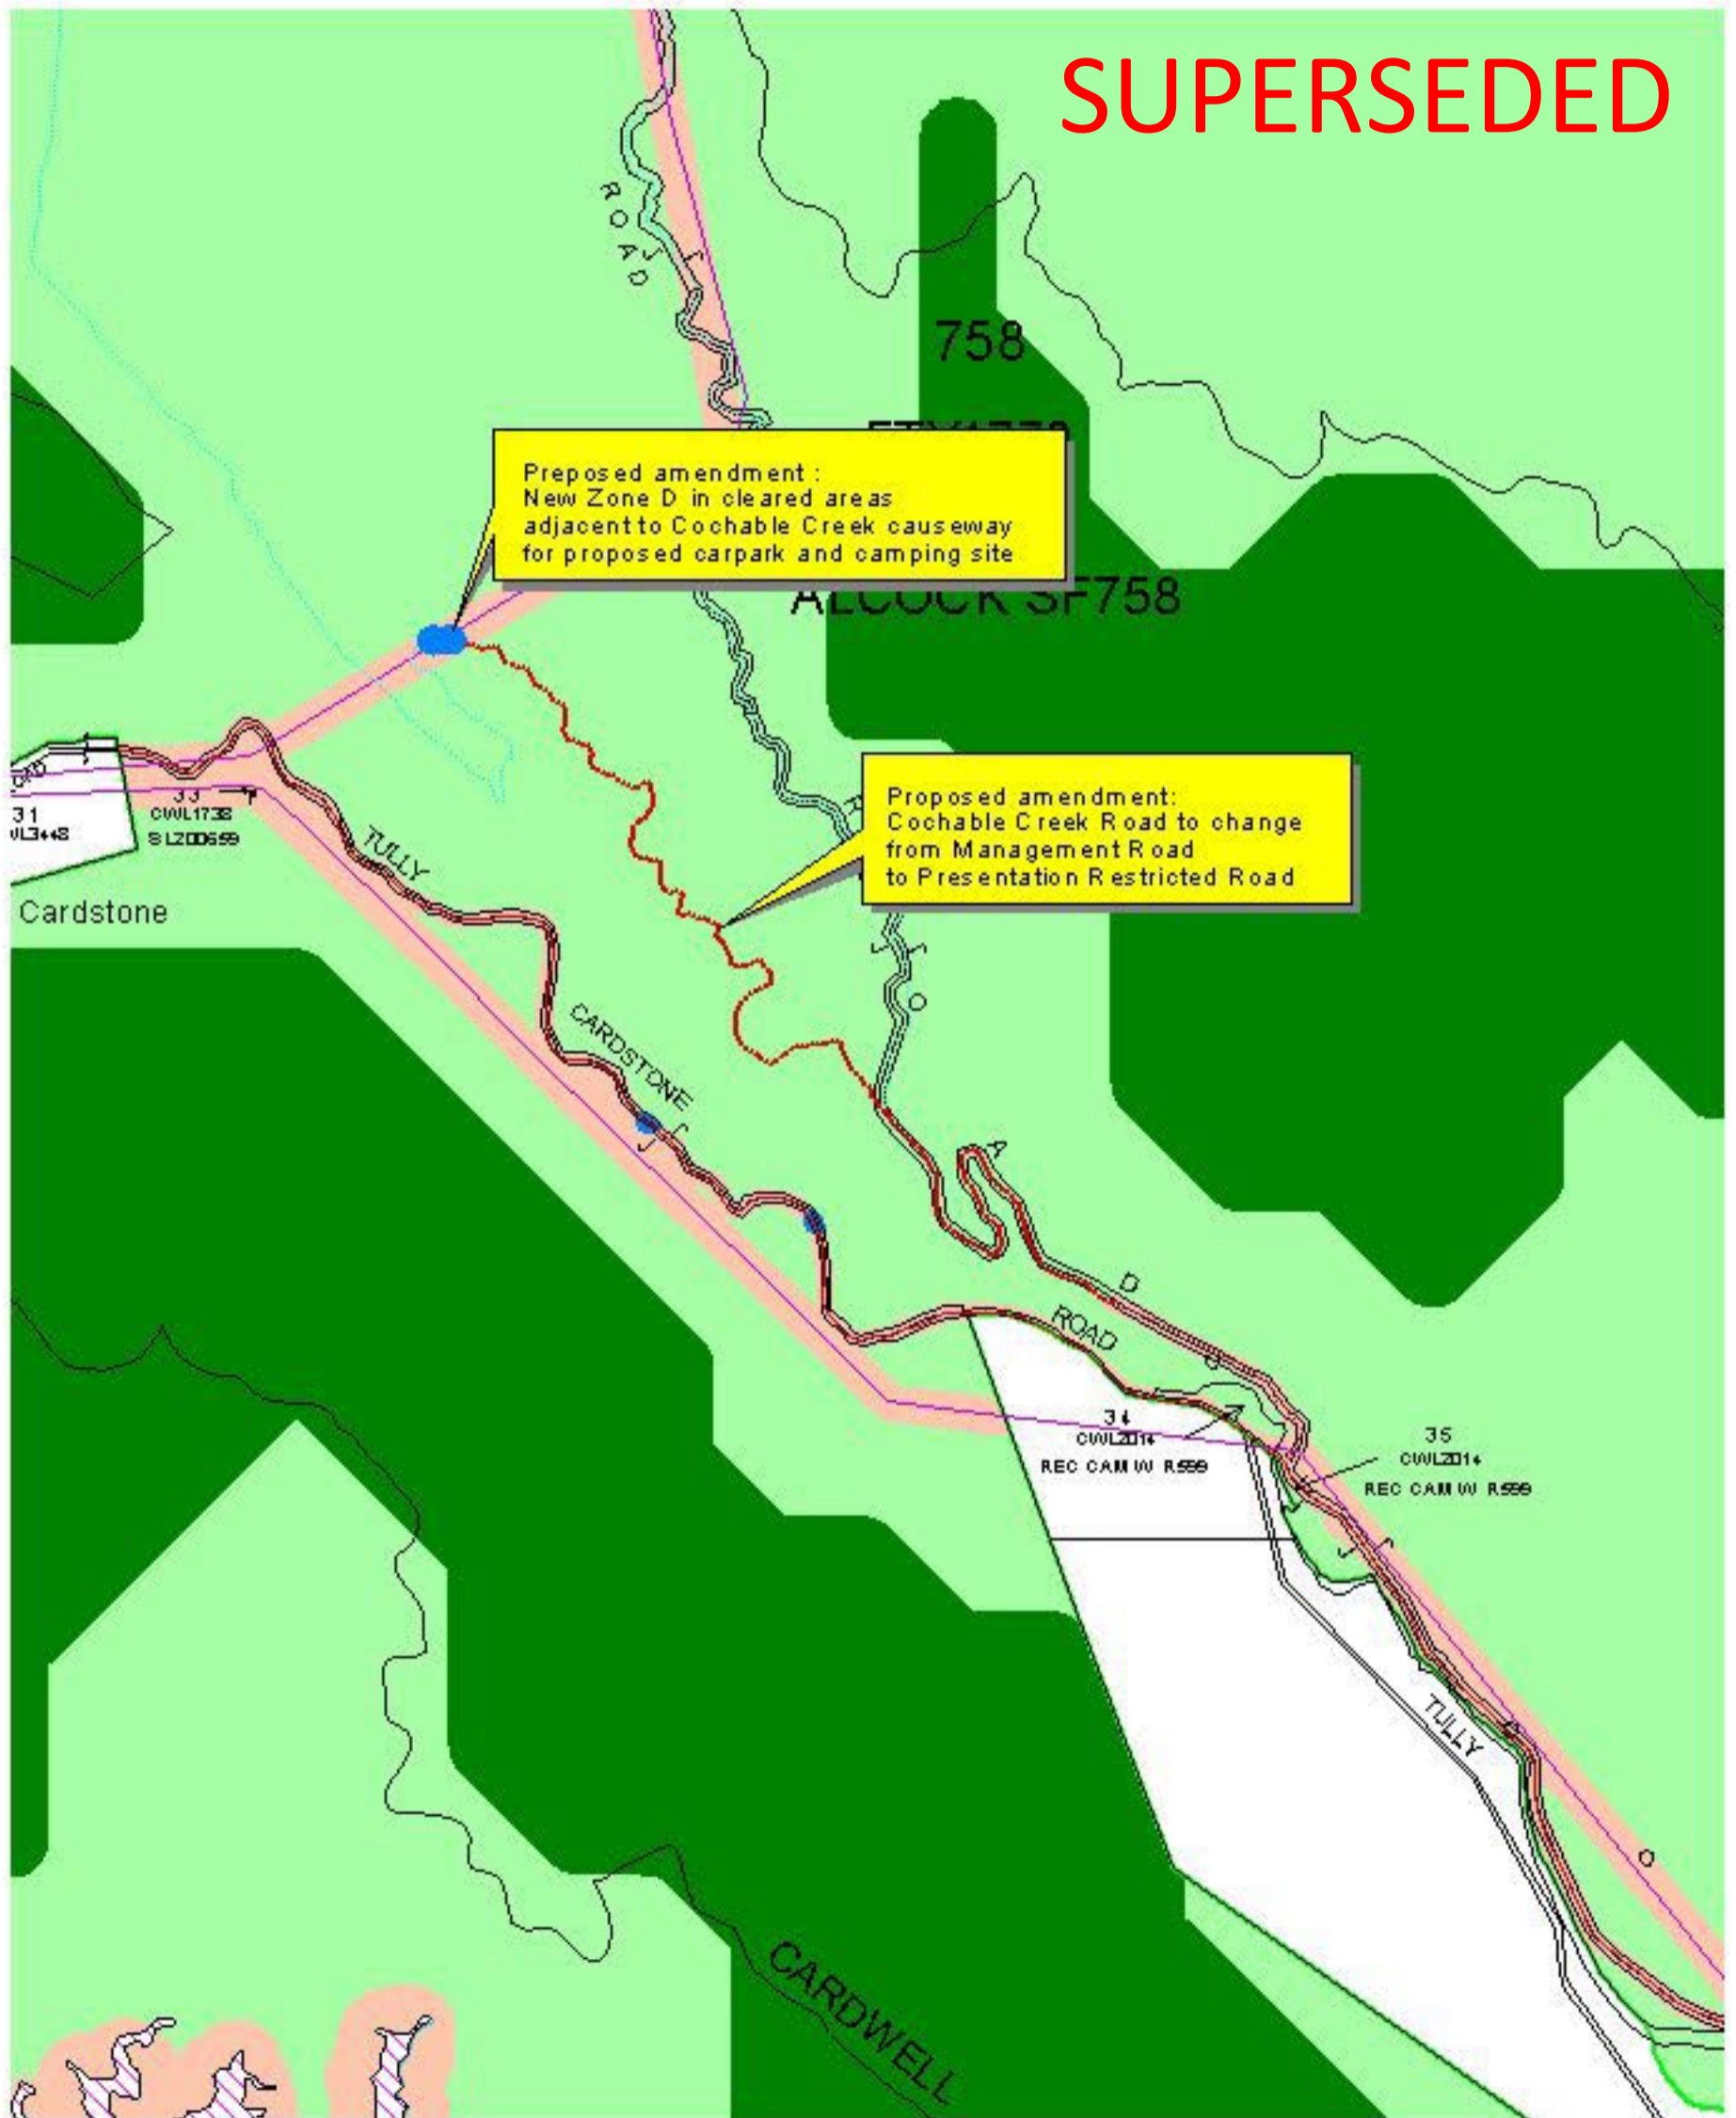 SUPERSEDED
ROAD
758
Preposed amendment :
New Zone D in cleared areas
adjacent to Cochable Creek causeway
for proposed carpark and camping site
ALCOCK SF758
Proposed amendment:
Cochable Creek Road to change
from Management Road
to Presentation Restricted Road
31
33
CWL1738
SL200659
TULLY
Cardstone
O
CARDSTONE
A
D
ROAD
34
CWL2014
REC CAM W R599
35
CWL2014
REC CAM W R599
TULLY
O
CARDWELL